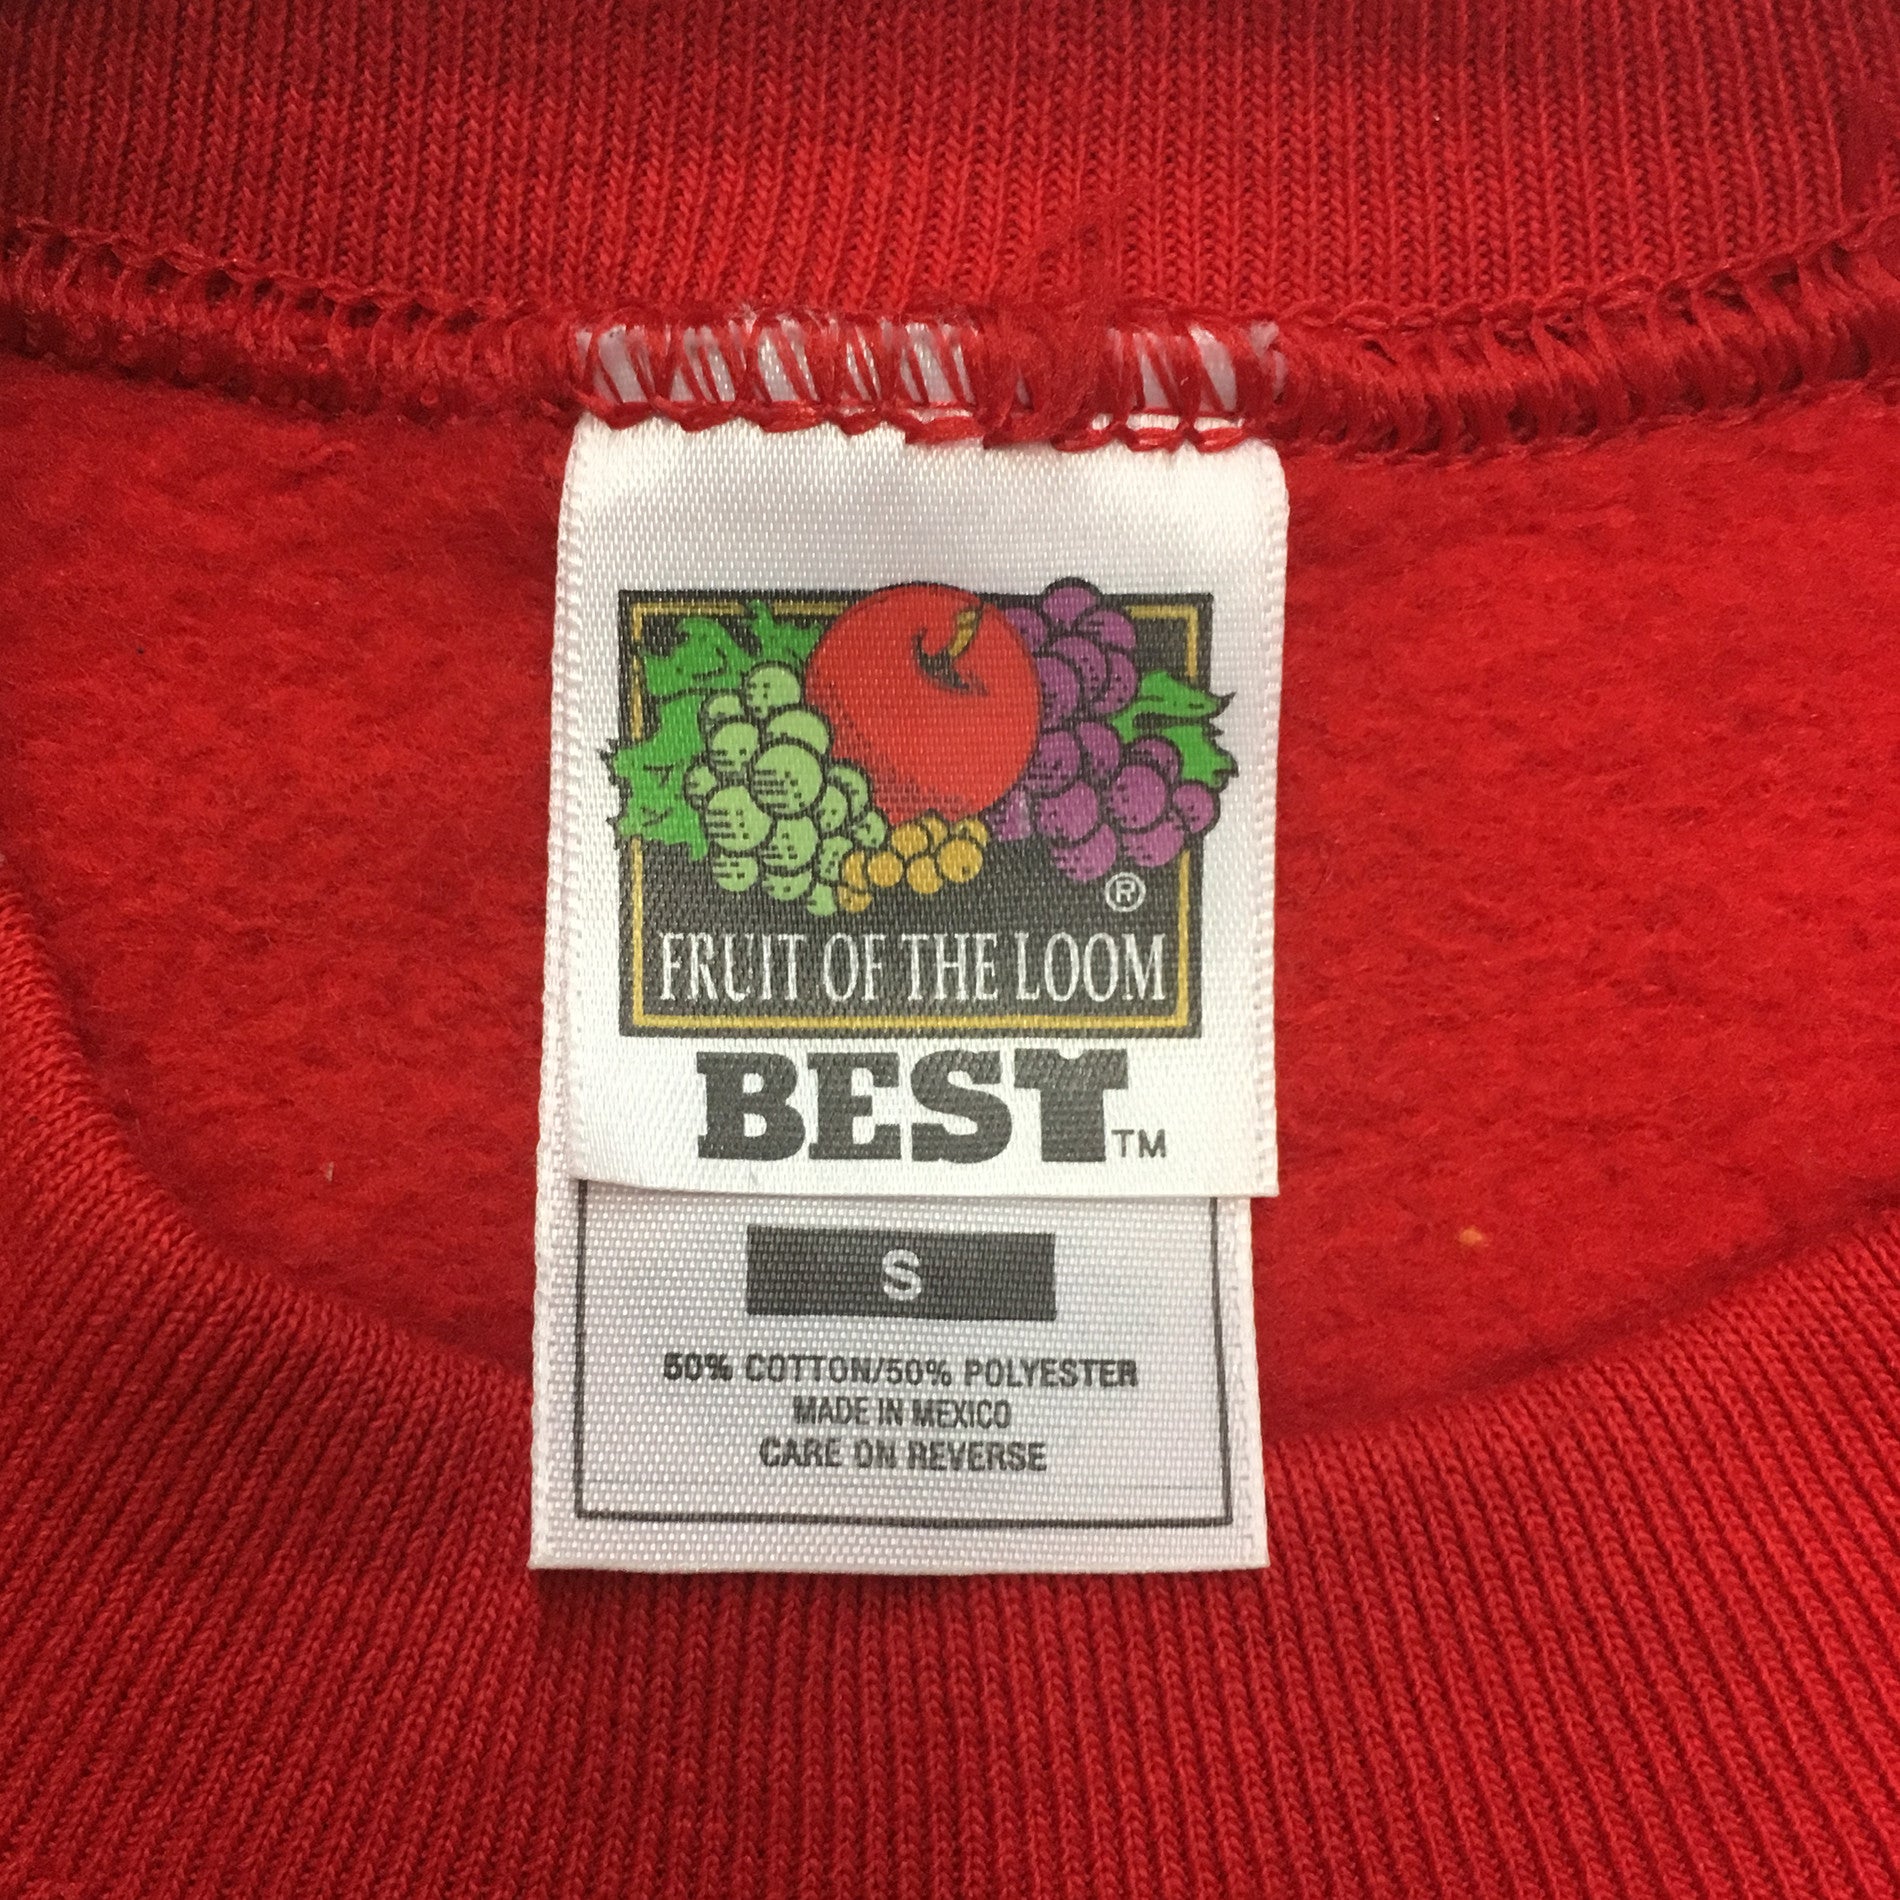 ®
FRUIT OF THE LOOM
BEST™
S
50% COTTON/50% POLYESTER
MADE IN MEXICO
CARE ON REVERSE